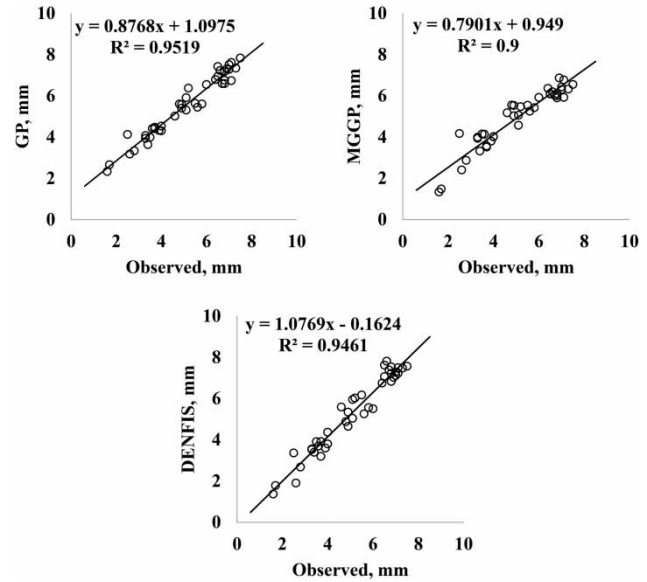 y = 0.8768x + 1.0975
R² = 0.9519
10
8
6
4
2
0
GP, mm
0 2 4 6 8 10
Observed, mm
y = 0.7901x + 0.949
R² = 0.9
10
8
6
4
2
0
MGGP, mm
0 2 4 6 8 10
Observed, mm
y = 1.0769x - 0.1624
R² = 0.9461
10
8
6
4
2
0
DENFIS, mm
0 2 4 6 8 10
Observed, mm